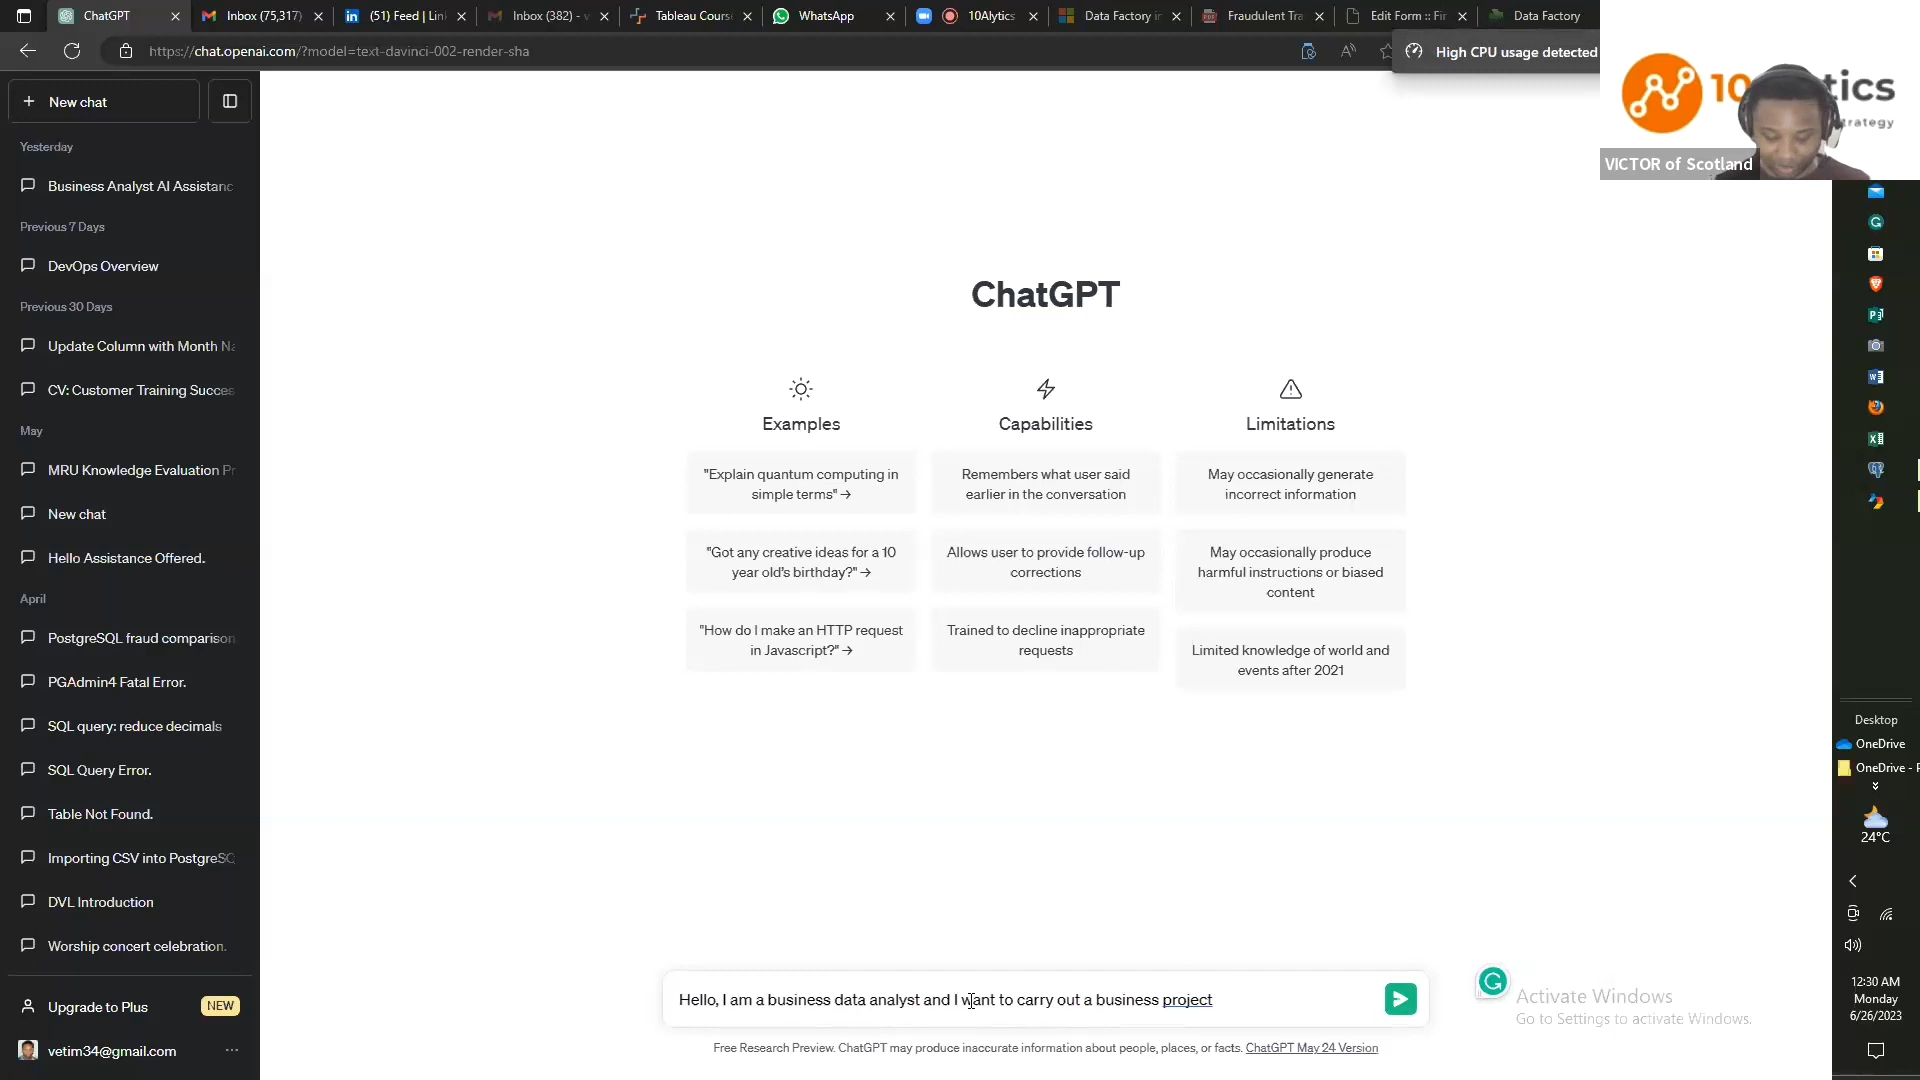 ChatGPT
Inbox (75,317)
(51) Feed | Lin
Inbox (382) - v
Tableau Cours
WhatsApp
10Alytics
Data Factory in
Fraudulent Tra
Edit Form :: Fir
Data Factory
https://chat.openai.com/?model=text-davinci-002-render-sha
High CPU usage detected
10
tics
trategy
VICTOR of Scotland
New chat
Yesterday
Business Analyst AI Assistanc
Previous 7 Days
DevOps Overview
Previous 30 Days
Update Column with Month Na
CV: Customer Training Succes
May
MRU Knowledge Evaluation Pr
New chat
Hello Assistance Offered.
April
PostgreSQL fraud comparison
PGAdmin4 Fatal Error.
SQL query: reduce decimals
SQL Query Error.
Table Not Found.
Importing CSV into PostgreSQ
DVL Introduction
Worship concert celebration.
Upgrade to Plus
NEW
vetim34@gmail.com
ChatGPT
Examples
"Explain quantum computing in
simple terms" →
"Got any creative ideas for a 10
year old's birthday?" →
"How do I make an HTTP request
in Javascript?" →
Capabilities
Remembers what user said
earlier in the conversation
Allows user to provide follow-up
corrections
Trained to decline inappropriate
requests
Limitations
May occasionally generate
incorrect information
May occasionally produce
harmful instructions or biased
content
Limited knowledge of world and
events after 2021
Hello, I am a business data analyst and I want to carry out a business project
Free Research Preview. ChatGPT may produce inaccurate information about people, places, or facts. ChatGPT May 24 Version
Activate Windows
Go to Settings to activate Windows.
Desktop
OneDrive
OneDrive - P
24°C
12:30 AM
Monday
6/26/2023